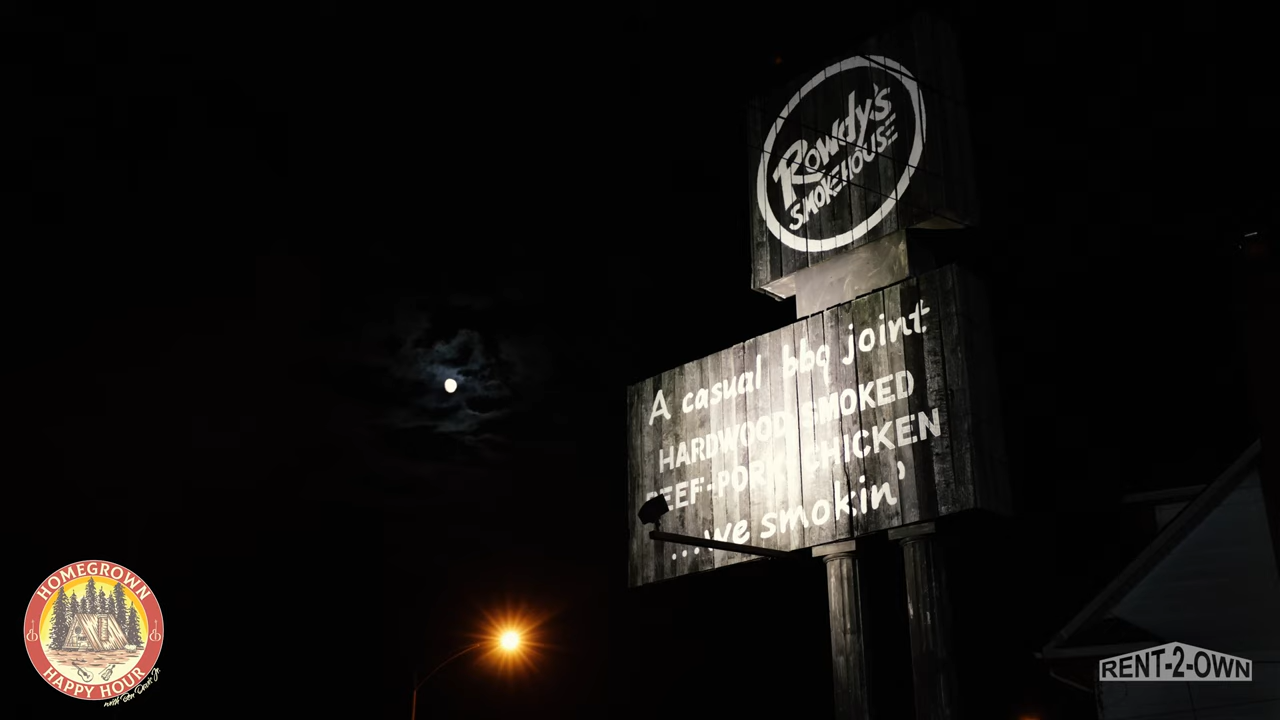 Rowdy's
SMOKEHOUSE
A casual bbq joint
HARDWOOD SMOKED
BEEF-PORK-CHICKEN
...we smokin'
HOMEGROWN
HAPPY HOUR
RENT-2-OWN